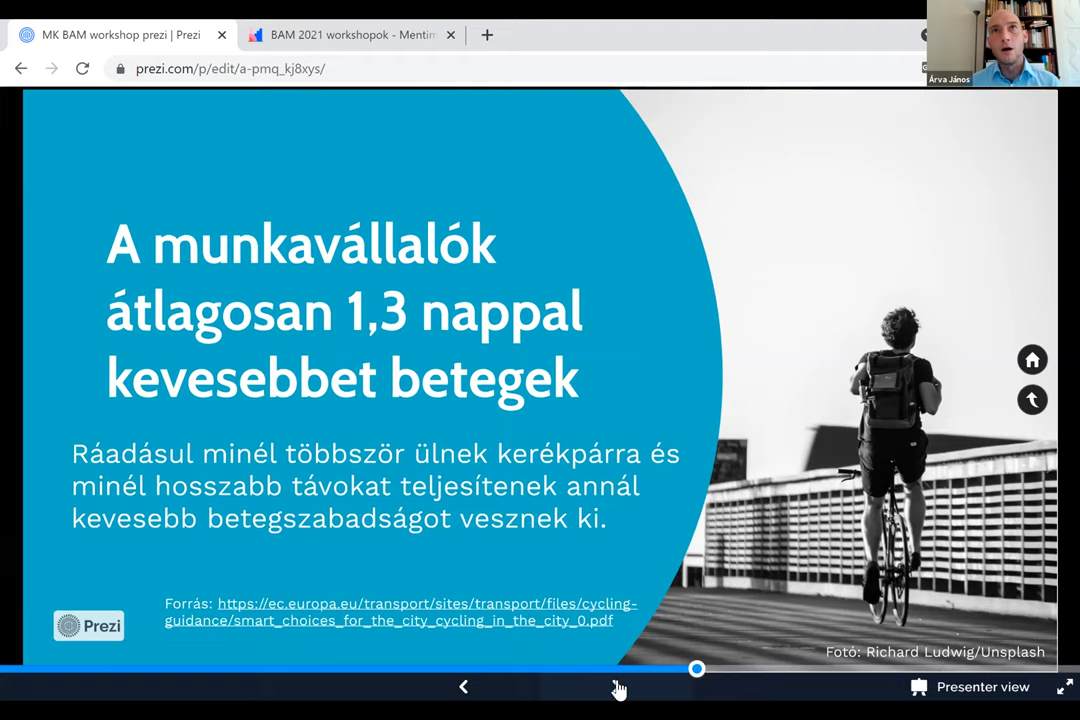 MK BAM workshop prezi | Prezi
BAM 2021 workshopok - Mentim
prezi.com/p/edit/a-pmq_kj8xys/
Árva János
A munkavállalók
átlagosan 1,3 nappal
kevesebbet betegek
Ráadásul minél többször ülnek kerékpárra és
minél hosszabb távokat teljesítenek annál
kevesebb betegszabadságot vesznek ki.
Forrás: https://ec.europa.eu/transport/sites/transport/files/cycling-
guidance/smart_choices_for_the_city_cycling_in_the_city_0.pdf
Prezi
Fotó: Richard Ludwig/Unsplash
Presenter view